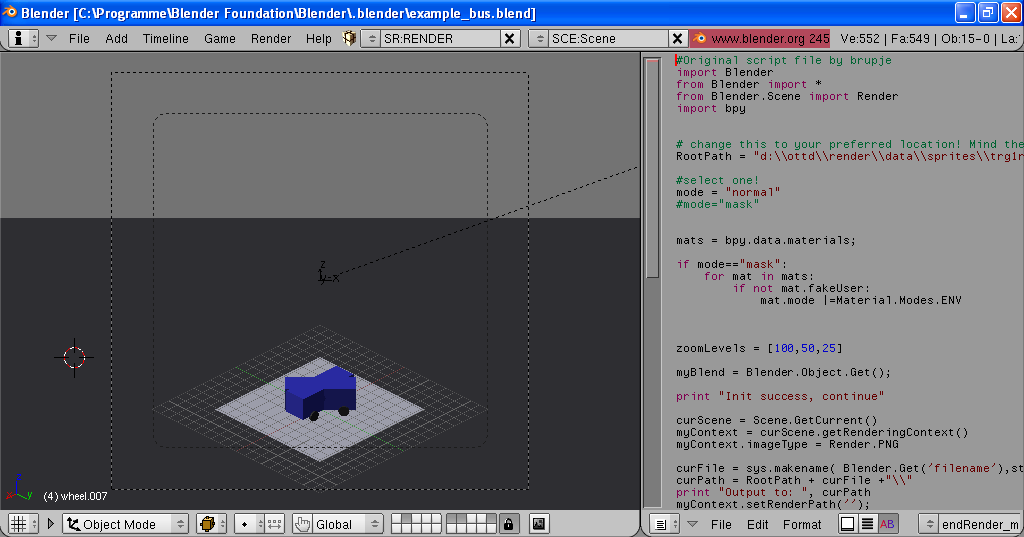 Blender [C:\Programme\Blender Foundation\Blender\.blender\example_bus.blend]
File Add Timeline Game Render Help SR:RENDER SCE:Scene www.blender.org 245 Ve:552 | Fa:549 | Ob:15-0 | La:
#Original script file by brupje
import Blender
from Blender import *
from Blender.Scene import Render
import bpy
# change this to your preferred location! Mind the
RootPath = "d:\\ottd\\render\\data\\sprites\\trg1r
#select one!
mode = "normal"
#mode="mask"
mats = bpy.data.materials;
if mode=="mask":
for mat in mats:
if not mat.fakeUser:
mat.mode |=Material.Modes.ENV
zoomLevels = [100,50,25]
myBlend = Blender.Object.Get();
print "Init success, continue"
curScene = Scene.GetCurrent()
myContext = curScene.getRenderingContext()
myContext.imageType = Render.PNG
curFile = sys.makename( Blender.Get('filename'),st
curPath = RootPath + curFile +"\\"
print "Output to: ", curPath
myContext.setRenderPath('');
Z
y-x
z
y
(4) wheel.007
Object Mode Global
File Edit Format AB endRender_m